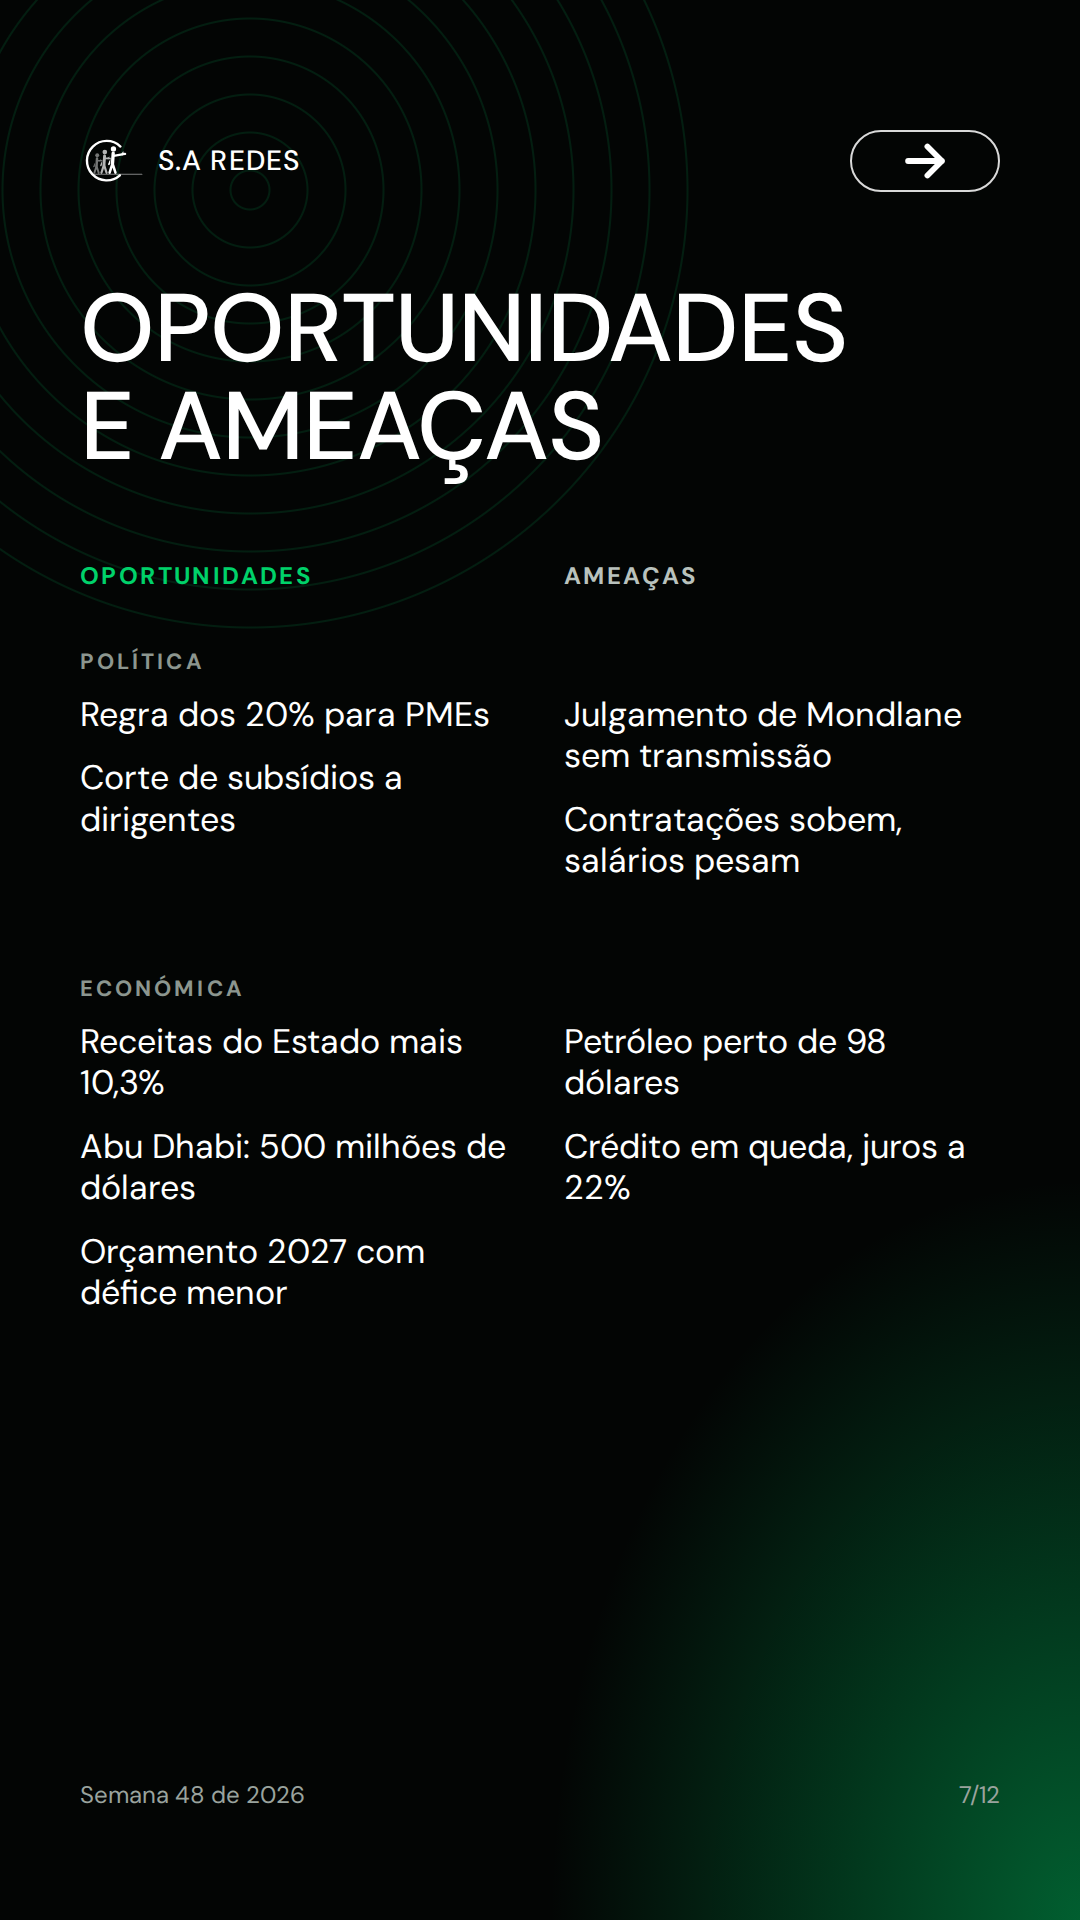 S.A REDES
OPORTUNIDADES
E AMEAÇAS
OPORTUNIDADES
AMEAÇAS
POLÍTICA
Regra dos 20% para PMEs
Corte de subsídios a
dirigentes
Julgamento de Mondlane
sem transmissão
Contratações sobem,
salários pesam
ECONÓMICA
Receitas do Estado mais
10,3%
Abu Dhabi: 500 milhões de
dólares
Orçamento 2027 com
défice menor
Petróleo perto de 98
dólares
Crédito em queda, juros a
22%
Semana 48 de 2026
7/12